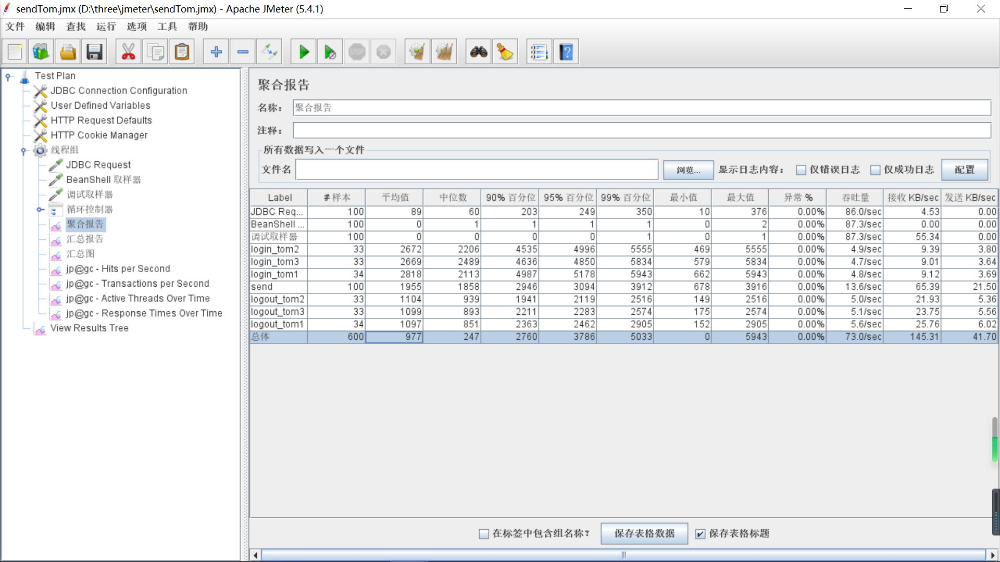 sendTom.jmx (D:\three\jmeter\sendTom.jmx) - Apache JMeter (5.4.1)
文件 编辑 查找 运行 选项 工具 帮助
STOP
Test Plan
JDBC Connection Configuration
User Defined Variables
HTTP Request Defaults
HTTP Cookie Manager
线程组
JDBC Request
BeanShell 取样器
调试取样器
循环控制器
聚合报告
汇总报告
汇总图
jp@gc - Hits per Second
jp@gc - Transactions per Second
jp@gc - Active Threads Over Time
jp@gc - Response Times Over Time
View Results Tree
聚合报告
名称： 聚合报告
注释：
所有数据写入一个文件
文件名 浏览... 显示日志内容： 仅错误日志 仅成功日志 配置
Label # 样本 平均值 中位数 90% 百分位 95% 百分位 99% 百分位 最小值 最大值 异常 % 吞吐量 接收 KB/sec 发送 KB/sec
JDBC Req... 100 89 60 203 249 350 10 376 0.00% 86.0/sec 4.53 0.00
BeanShell ... 100 0 1 1 1 1 0 2 0.00% 87.3/sec 0.00 0.00
调试取样器 100 0 0 0 0 1 0 1 0.00% 87.3/sec 55.34 0.00
login_tom2 33 2672 2206 4535 4996 5555 469 5555 0.00% 4.9/sec 9.39 3.80
login_tom3 33 2669 2489 4636 4850 5834 579 5834 0.00% 4.7/sec 9.01 3.64
login_tom1 34 2818 2113 4987 5178 5943 662 5943 0.00% 4.8/sec 9.12 3.69
send 100 1955 1858 2946 3094 3912 678 3916 0.00% 13.6/sec 65.39 21.50
logout_tom2 33 1104 939 1941 2119 2516 149 2516 0.00% 5.0/sec 21.93 5.36
logout_tom3 33 1099 893 2211 2283 2574 175 2574 0.00% 5.1/sec 23.75 5.56
logout_tom1 34 1097 851 2363 2462 2905 152 2905 0.00% 5.6/sec 25.76 6.02
总体 600 977 247 2760 3786 5033 0 5943 0.00% 73.0/sec 145.31 41.70
在标签中包含组名称？ 保存表格数据 保存表格标题